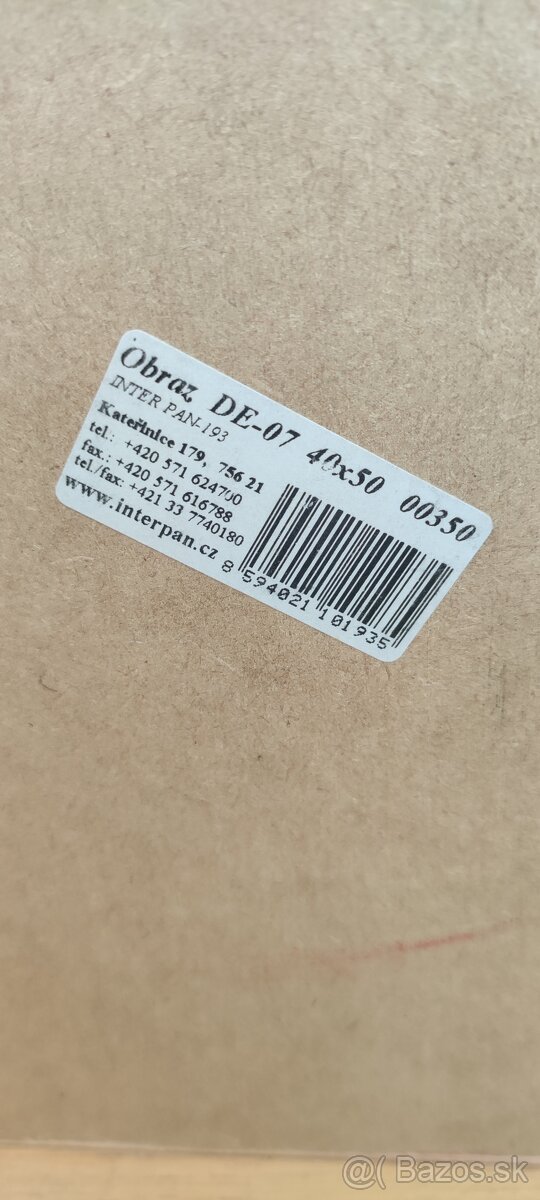 Obraz DE-07 40x50 00350
INTER PAN-193
Kateřinice 179, 756 21
tel.: +420 571 624700
fax.: +420 571 616788
tel./fax: +421 33 7740180
www.interpan.cz
8 594021 101935
@( Bazos.sk